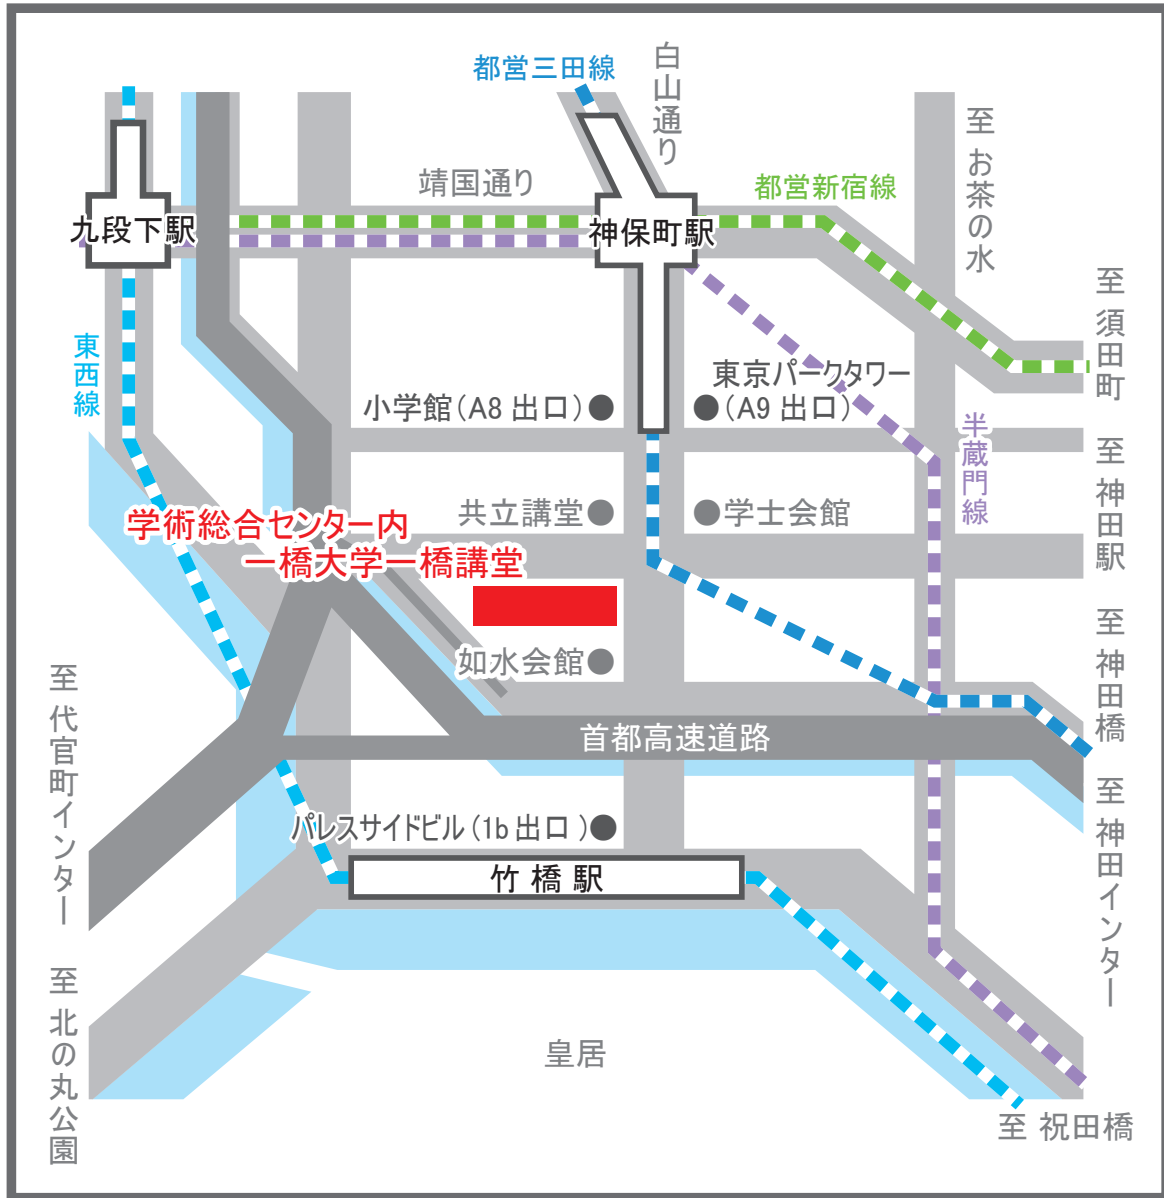 都営三田線
白山通り
靖国通り
都営新宿線
至 お茶の水
九段下駅
神保町駅
至 須田町
東西線
東京パークタワー
小学館(A8 出口)
(A9 出口)
半蔵門線
至 神田駅
共立講堂
学士会館
学術総合センター内
一橋大学一橋講堂
如水会館
至 神田橋
至 代官町インター
首都高速道路
至 神田インター
パレスサイドビル(1b 出口 )
竹 橋 駅
至 北の丸公園
皇居
至 祝田橋